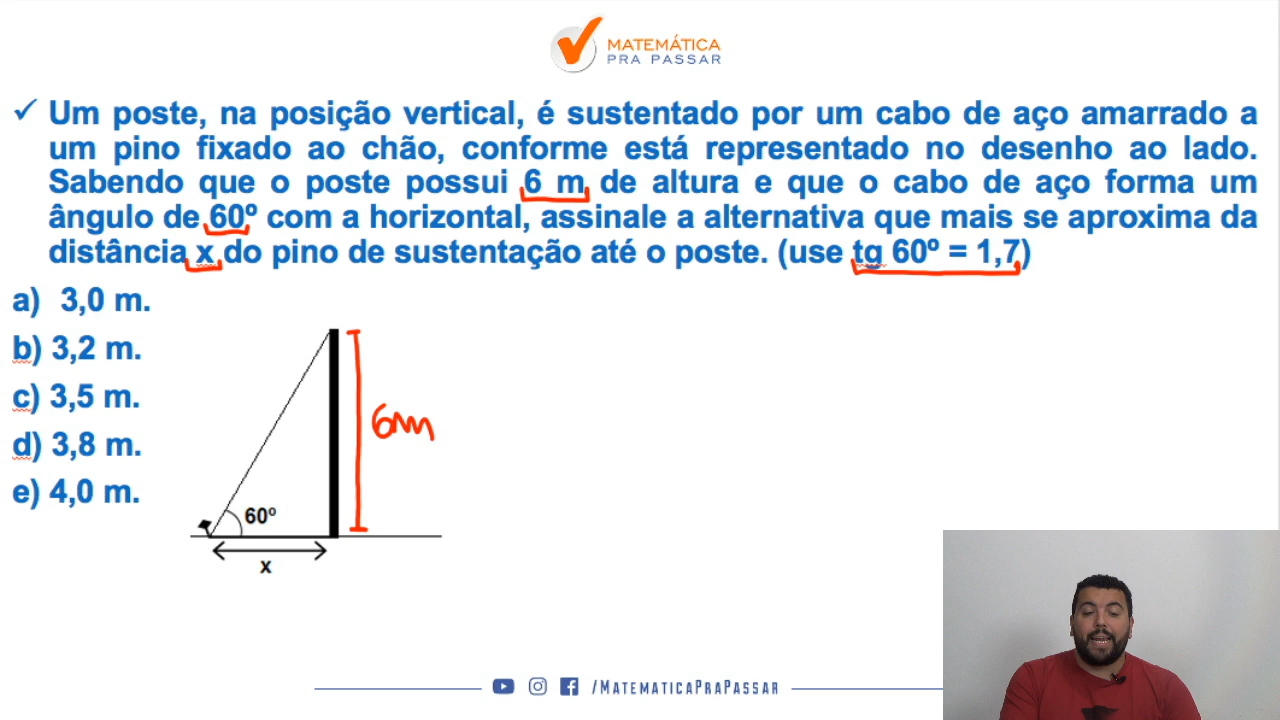 MATEMÁTICA
PRA PASSAR
✓ Um poste, na posição vertical, é sustentado por um cabo de aço amarrado a
um pino fixado ao chão, conforme está representado no desenho ao lado.
Sabendo que o poste possui 6 m de altura e que o cabo de aço forma um
ângulo de 60º com a horizontal, assinale a alternativa que mais se aproxima da
distância x do pino de sustentação até o poste. (use tg 60º = 1,7)
a) 3,0 m.
b) 3,2 m.
c) 3,5 m.
d) 3,8 m.
e) 4,0 m.
6m
60º
x
/MATEMATICAPRAPASSAR